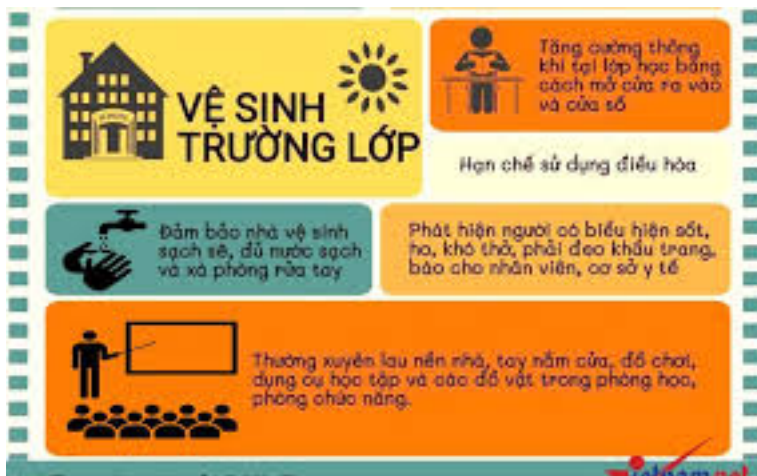 VỆ SINH
TRƯỜNG LỚP
Tăng cường thông
khí tại lớp học bằng
cách mở cửa ra vào
và cửa sổ
Hạn chế sử dụng điều hòa
Đảm bảo nhà vệ sinh
sạch sẽ, đủ nước sạch
và xà phòng rửa tay
Phát hiện người có biểu hiện sốt,
ho, khó thở, phải đeo khẩu trang,
báo cho nhân viên, cơ sở y tế
Thường xuyên lau nền nhà, tay nắm cửa, đồ chơi,
dụng cụ học tập và các đồ vật trong phòng học,
phòng chức năng.
vietnamnet